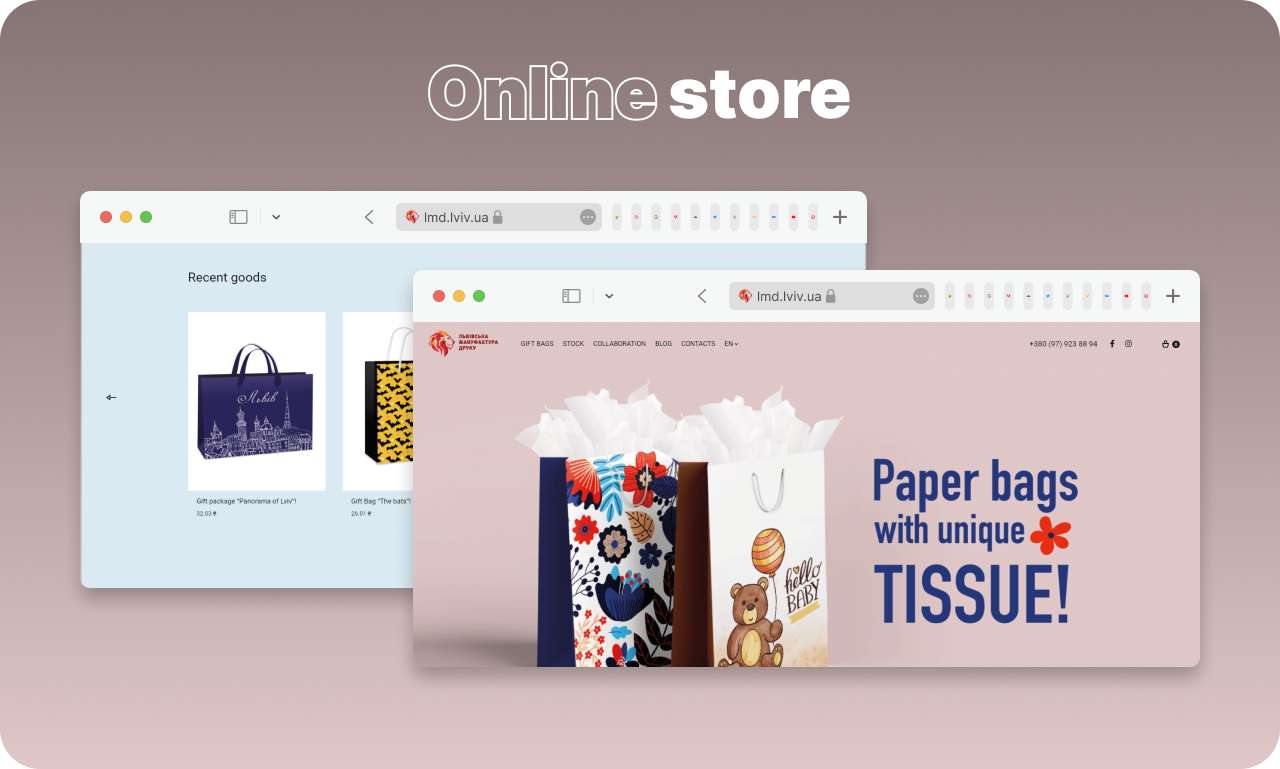 Online store
lmd.lviv.ua
Recent goods
Львів
Gift package "Panorama of Lviv"!
32.03 ₴
Gift Bag "The bats"!
26.01 ₴
lmd.lviv.ua
ЛЬВІВСЬКА
МАНУФАКТУРА
ДРУКУ
GIFT BAGS STOCK COLLABORATION BLOG CONTACTS EN
+380 (97) 923 88 94
0
hello
BABY
Paper bags
with unique
TISSUE!